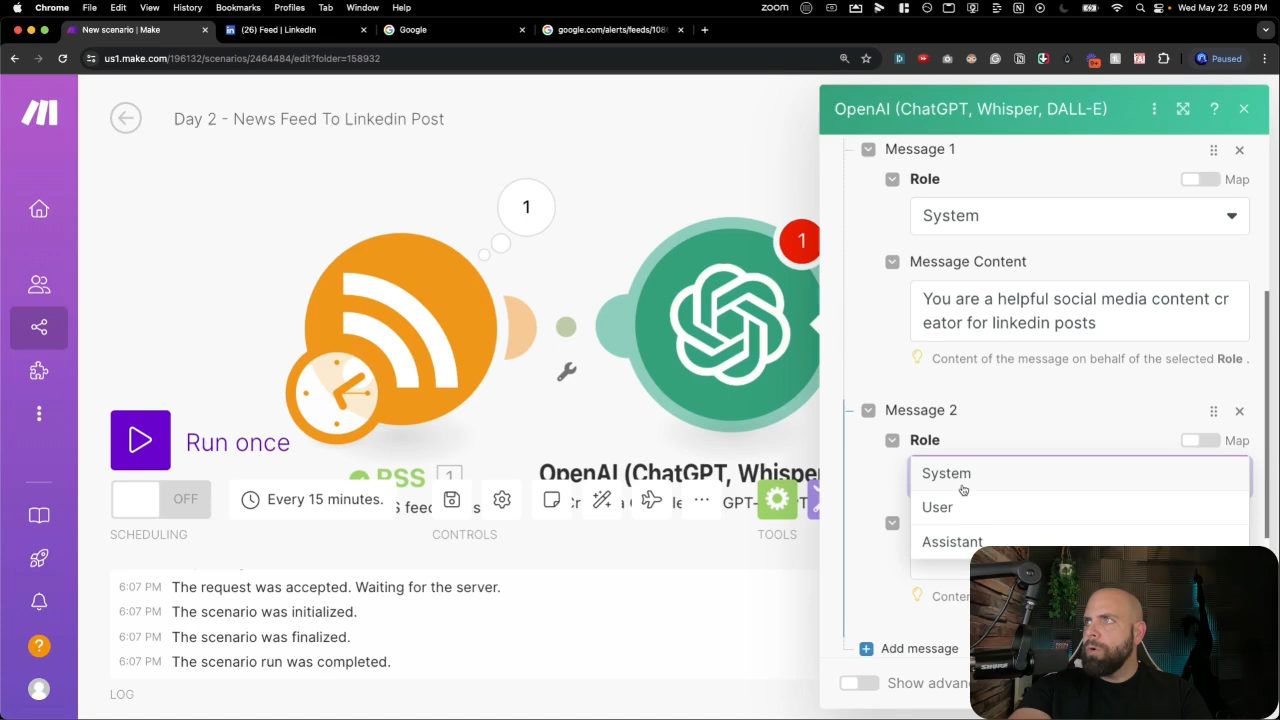 Chrome File Edit View History Bookmarks Profiles Tab Window Help
zoom Wed May 22 5:09 PM
New scenario | Make
(26) Feed | LinkedIn
Google
google.com/alerts/feeds/108
us1.make.com/196132/scenarios/2464484/edit?folder=158932
Paused
Day 2 - News Feed To Linkedin Post
1
1
Run once
RSS 1
OpenAI (ChatGPT, Whisper
OFF
Every 15 minutes.
SCHEDULING
CONTROLS
TOOLS
6:07 PM The request was accepted. Waiting for the server.
6:07 PM The scenario was initialized.
6:07 PM The scenario was finalized.
6:07 PM The scenario run was completed.
LOG
OpenAI (ChatGPT, Whisper, DALL-E)
Message 1
Role
Map
System
Message Content
You are a helpful social media content cr
eator for linkedin posts
Content of the message on behalf of the selected Role .
Message 2
Role
Map
System
User
Assistant
Conten
Add message
Show advan
SHURE